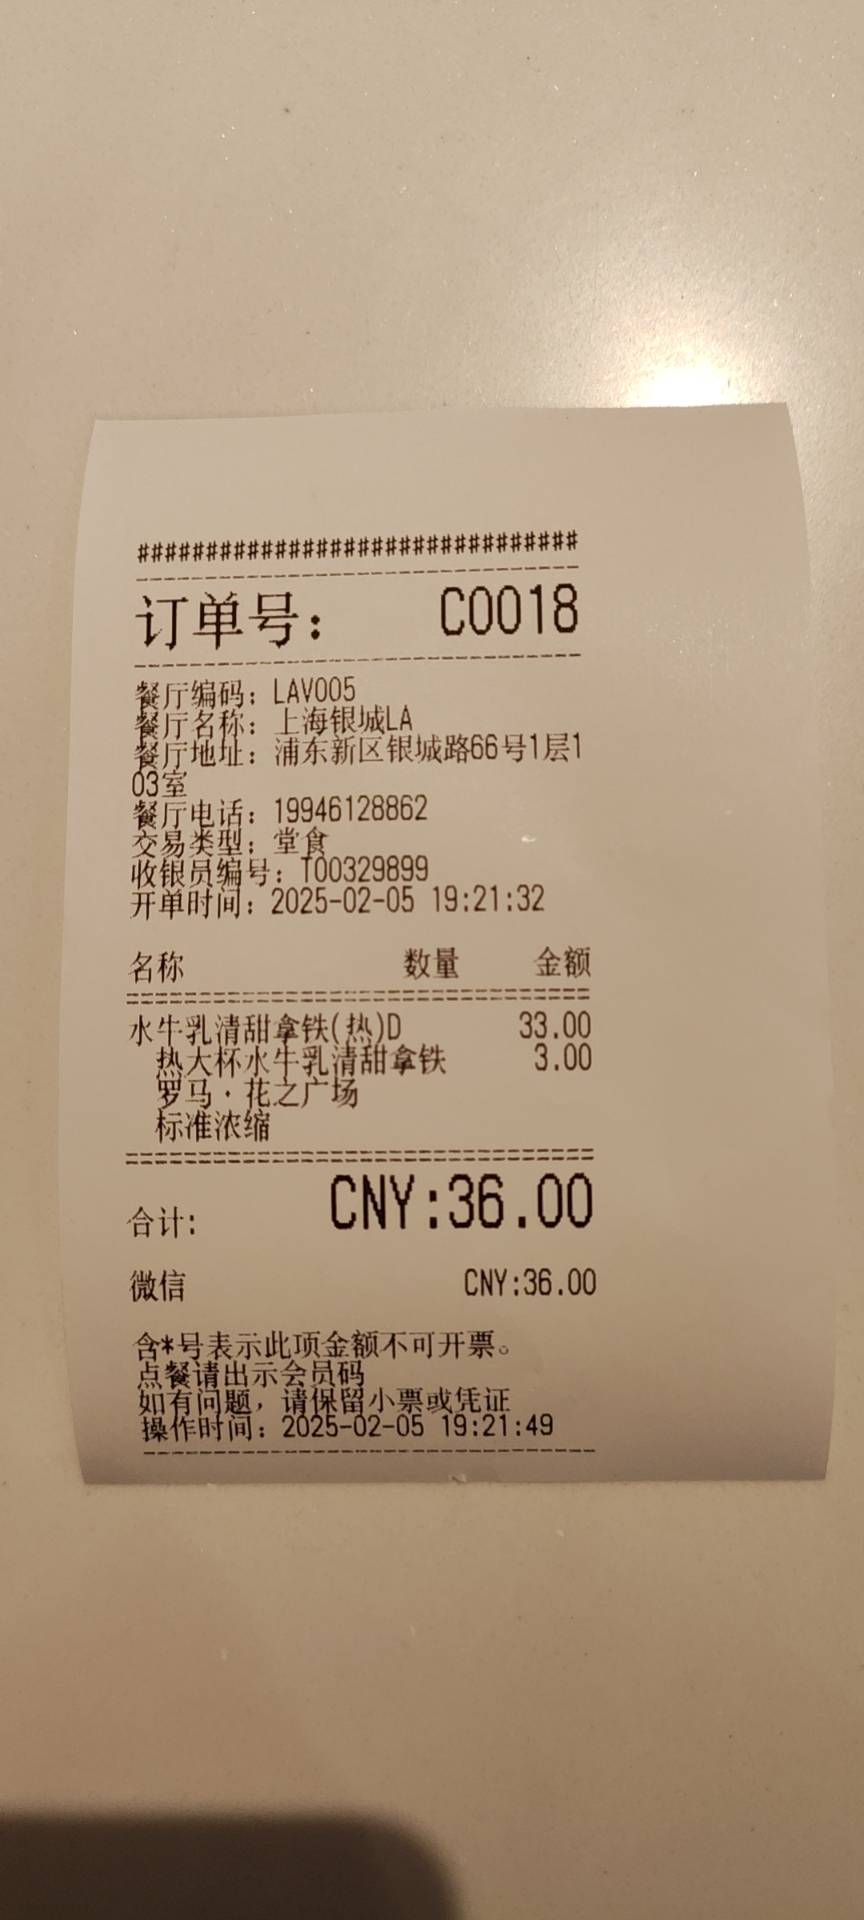 ################################
订单号： C0018
餐厅编码：LAV005
餐厅名称：上海银城LA
餐厅地址：浦东新区银城路66号1层1
03室
餐厅电话：19946128862
交易类型：堂食
收银员编号：T00329899
开单时间：2025-02-05 19:21:32
名称 数量 金额
水牛乳清甜拿铁(热)D 33.00
热大杯水牛乳清甜拿铁 3.00
罗马·花之广场
标准浓缩
合计: CNY:36.00
微信 CNY:36.00
含*号表示此项金额不可开票。
点餐请出示会员码
如有问题，请保留小票或凭证
操作时间：2025-02-05 19:21:49